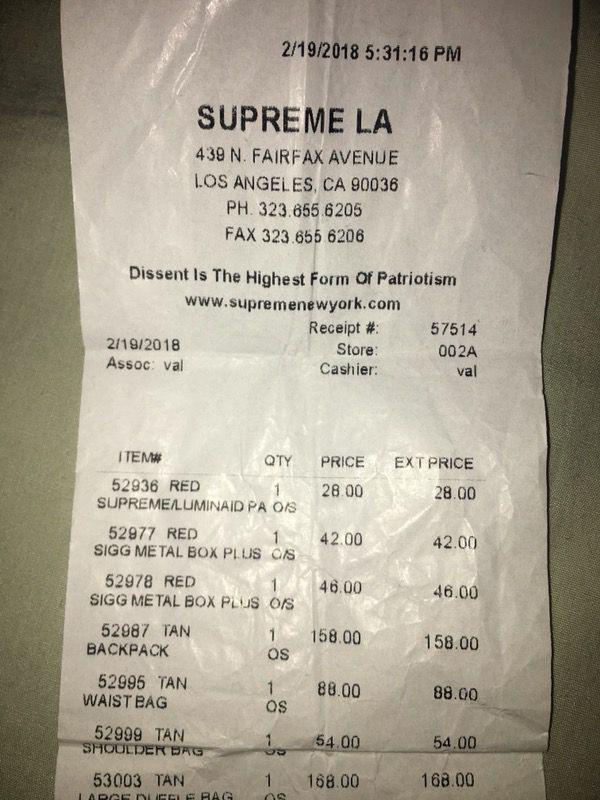 2/19/2018 5:31:16 PM
SUPREME LA
439 N. FAIRFAX AVENUE
LOS ANGELES, CA 90036
PH. 323.655.6205
FAX 323.655 6206
Dissent Is The Highest Form Of Patriotism
www.supremenewyork.com
Receipt #: 57514
2/19/2018 Store: 002A
Assoc: val Cashier: val
ITEM# QTY PRICE EXT PRICE
52936 RED 1 28.00 28.00
SUPREME/LUMINAID PA O/S
52977 RED 1 42.00 42.00
SIGG METAL BOX PLUS O/S
52978 RED 1 46.00 46.00
SIGG METAL BOX PLUS O/S
52987 TAN 1 158.00 158.00
BACKPACK OS
52995 TAN 1 88.00 88.00
WAIST BAG OS
52999 TAN 1 54.00 54.00
SHOULDER BAG OS
53003 TAN 1 168.00 168.00
LARGE DUFFLE BAG OS